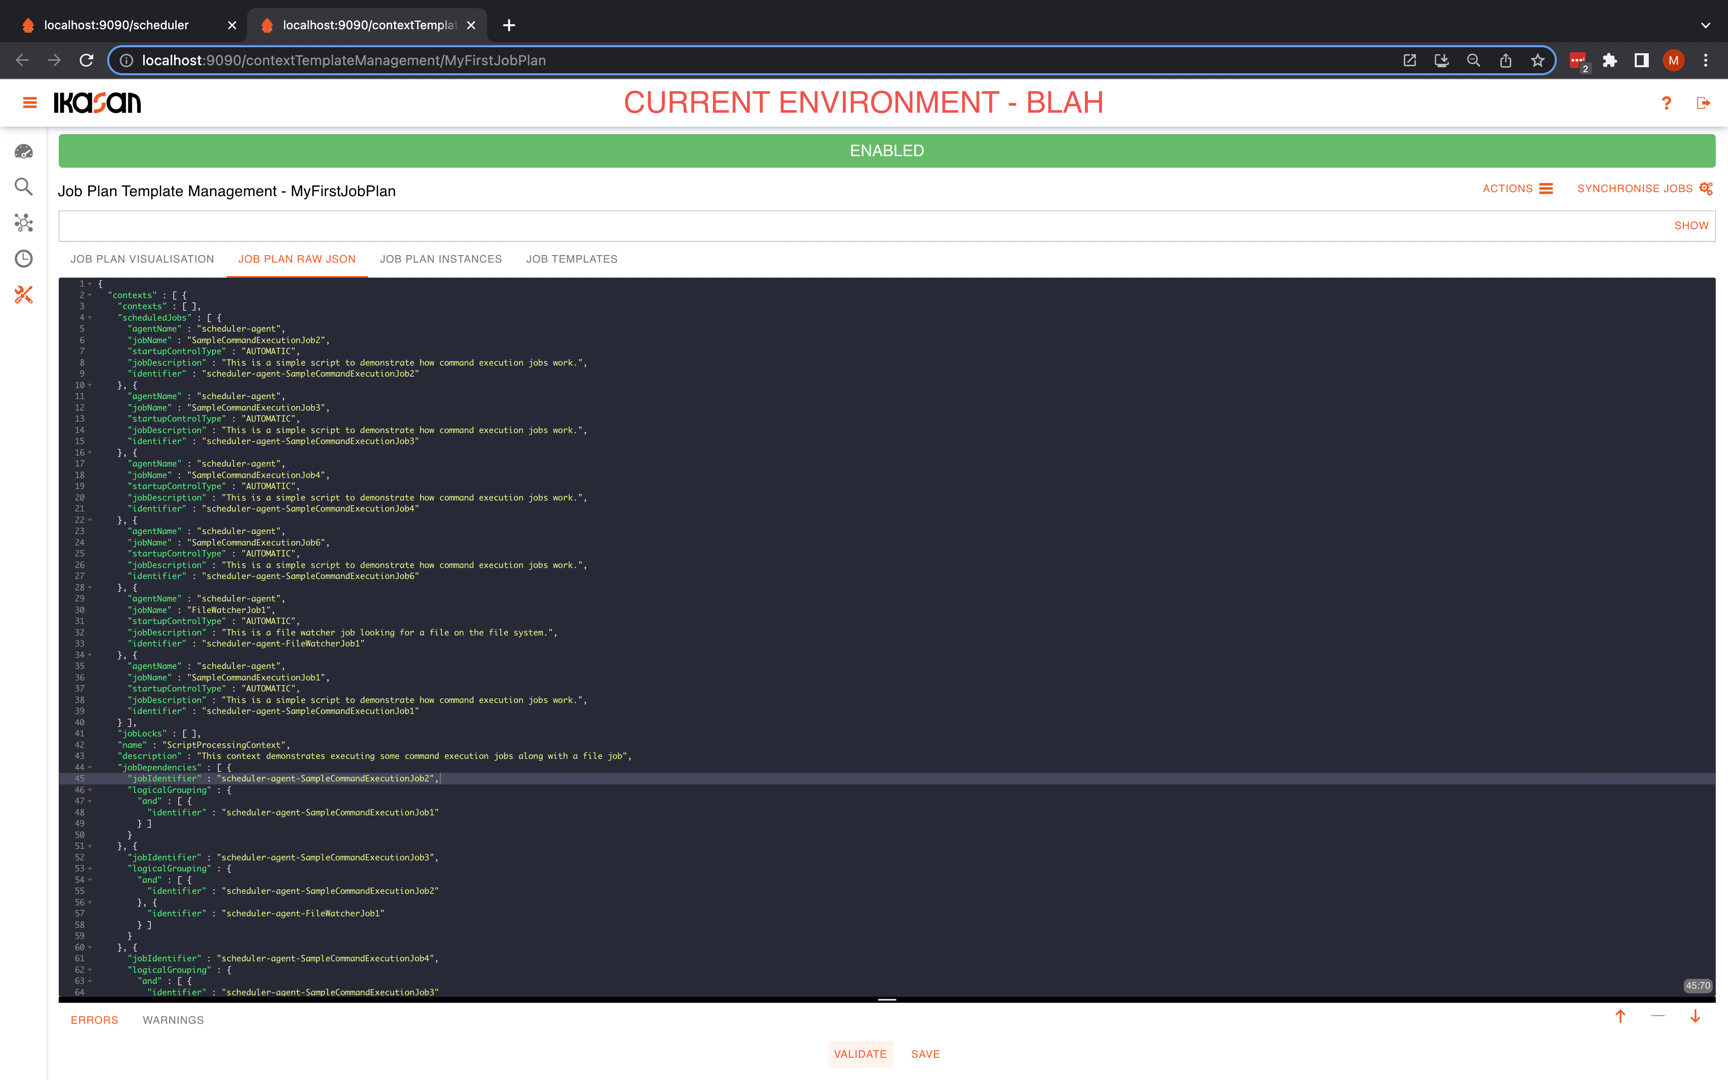 localhost:9090/scheduler
localhost:9090/contextTempla
localhost:9090/contextTemplateManagement/MyFirstJobPlan
2
M
IKASAN
CURRENT ENVIRONMENT - BLAH
?
ENABLED
Job Plan Template Management - MyFirstJobPlan
ACTIONS
SYNCHRONISE JOBS
SHOW
JOB PLAN VISUALISATION
JOB PLAN RAW JSON
JOB PLAN INSTANCES
JOB TEMPLATES
1 {
2 "contexts" : [ {
3 "contexts" : [ ],
4 "scheduledJobs" : [ {
5 "agentName" : "scheduler-agent",
6 "jobName" : "SampleCommandExecutionJob2",
7 "startupControlType" : "AUTOMATIC",
8 "jobDescription" : "This is a simple script to demonstrate how command execution jobs work.",
9 "identifier" : "scheduler-agent-SampleCommandExecutionJob2"
10 }, {
11 "agentName" : "scheduler-agent",
12 "jobName" : "SampleCommandExecutionJob3",
13 "startupControlType" : "AUTOMATIC",
14 "jobDescription" : "This is a simple script to demonstrate how command execution jobs work.",
15 "identifier" : "scheduler-agent-SampleCommandExecutionJob3"
16 }, {
17 "agentName" : "scheduler-agent",
18 "jobName" : "SampleCommandExecutionJob4",
19 "startupControlType" : "AUTOMATIC",
20 "jobDescription" : "This is a simple script to demonstrate how command execution jobs work.",
21 "identifier" : "scheduler-agent-SampleCommandExecutionJob4"
22 }, {
23 "agentName" : "scheduler-agent",
24 "jobName" : "SampleCommandExecutionJob6",
25 "startupControlType" : "AUTOMATIC",
26 "jobDescription" : "This is a simple script to demonstrate how command execution jobs work.",
27 "identifier" : "scheduler-agent-SampleCommandExecutionJob6"
28 }, {
29 "agentName" : "scheduler-agent",
30 "jobName" : "FileWatcherJob1",
31 "startupControlType" : "AUTOMATIC",
32 "jobDescription" : "This is a file watcher job looking for a file on the file system.",
33 "identifier" : "scheduler-agent-FileWatcherJob1"
34 }, {
35 "agentName" : "scheduler-agent",
36 "jobName" : "SampleCommandExecutionJob1",
37 "startupControlType" : "AUTOMATIC",
38 "jobDescription" : "This is a simple script to demonstrate how command execution jobs work.",
39 "identifier" : "scheduler-agent-SampleCommandExecutionJob1"
40 } ],
41 "jobLocks" : [ ],
42 "name" : "ScriptProcessingContext",
43 "description" : "This context demonstrates executing some command execution jobs along with a file job",
44 "jobDependencies" : [ {
45 "jobIdentifier" : "scheduler-agent-SampleCommandExecutionJob2",
46 "logicalGrouping" : {
47 "and" : [ {
48 "identifier" : "scheduler-agent-SampleCommandExecutionJob1"
49 } ]
50 }
51 }, {
52 "jobIdentifier" : "scheduler-agent-SampleCommandExecutionJob3",
53 "logicalGrouping" : {
54 "and" : [ {
55 "identifier" : "scheduler-agent-SampleCommandExecutionJob2"
56 }, {
57 "identifier" : "scheduler-agent-FileWatcherJob1"
58 } ]
59 }
60 }, {
61 "jobIdentifier" : "scheduler-agent-SampleCommandExecutionJob4",
62 "logicalGrouping" : {
63 "and" : [ {
64 "identifier" : "scheduler-agent-SampleCommandExecutionJob3"
45:70
ERRORS
WARNINGS
VALIDATE
SAVE